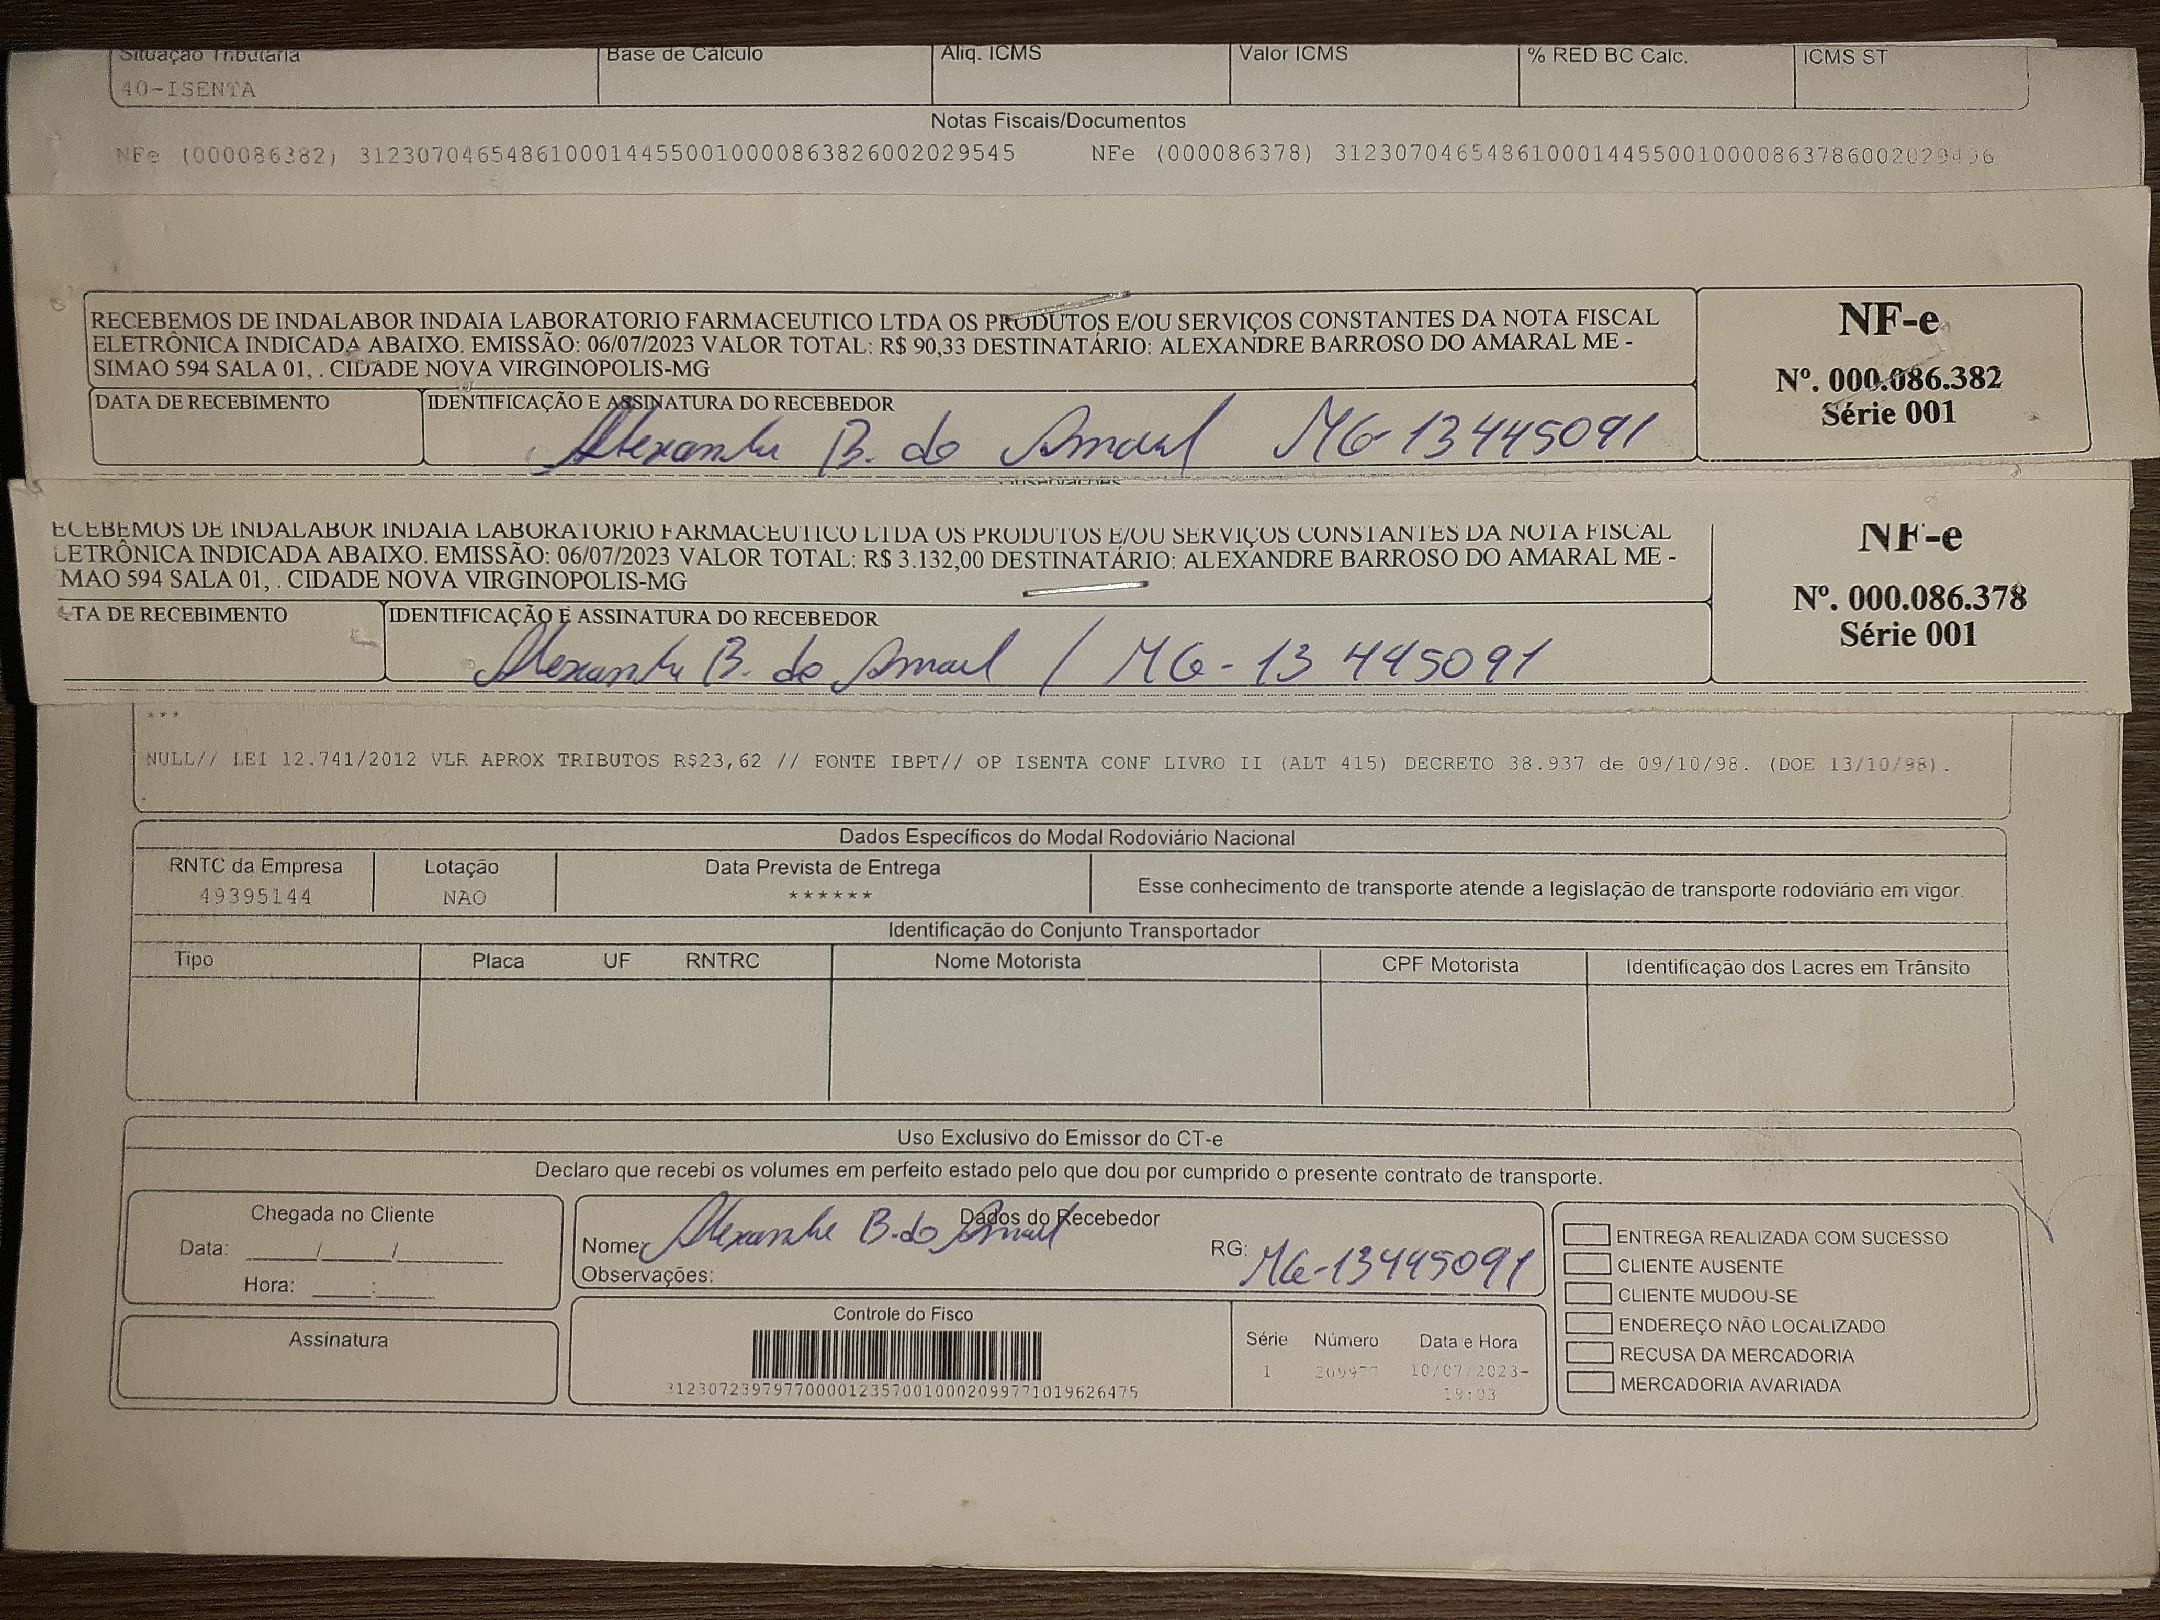 Situação Tributária Base de Cálculo Aliq. ICMS Valor ICMS % RED BC Calc. ICMS ST
40-ISENTA
Notas Fiscais/Documentos
NFe (000086382) 31230704654861000144550010000863826002029545 NFe (000086378) 31230704654861000144550010000863786002029496
RECEBEMOS DE INDALABOR INDAIA LABORATORIO FARMACEUTICO LTDA OS PRODUTOS E/OU SERVIÇOS CONSTANTES DA NOTA FISCAL
ELETRÔNICA INDICADA ABAIXO. EMISSÃO: 06/07/2023 VALOR TOTAL: R$ 90,33 DESTINATÁRIO: ALEXANDRE BARROSO DO AMARAL ME -
SIMAO 594 SALA 01, . CIDADE NOVA VIRGINOPOLIS-MG
NF-e
Nº. 000.086.382
Série 001
DATA DE RECEBIMENTO IDENTIFICAÇÃO E ASSINATURA DO RECEBEDOR
Alexandre B. do Amaral MG-13445091
Observações
ECEBEMOS DE INDALABOR INDAIA LABORATORIO FARMACEUTICO LTDA OS PRODUTOS E/OU SERVIÇOS CONSTANTES DA NOTA FISCAL
LETRÔNICA INDICADA ABAIXO. EMISSÃO: 06/07/2023 VALOR TOTAL: R$ 3.132,00 DESTINATÁRIO: ALEXANDRE BARROSO DO AMARAL ME -
MAO 594 SALA 01, . CIDADE NOVA VIRGINOPOLIS-MG
NF-e
Nº. 000.086.378
Série 001
TA DE RECEBIMENTO IDENTIFICAÇÃO E ASSINATURA DO RECEBEDOR
Alexandre B. do Amaral / MG-13 445091
***
NULL// LEI 12.741/2012 VLR APROX TRIBUTOS R$23,62 // FONTE IBPT// OP ISENTA CONF LIVRO II (ALT 415) DECRETO 38.937 de 09/10/98. (DOE 13/10/98).
Dados Específicos do Modal Rodoviário Nacional
RNTC da Empresa Lotação Data Prevista de Entrega Esse conhecimento de transporte atende a legislação de transporte rodoviário em vigor.
49395144 NAO ******
Identificação do Conjunto Transportador
Tipo Placa UF RNTRC Nome Motorista CPF Motorista Identificação dos Lacres em Trânsito
Uso Exclusivo do Emissor do CT-e
Declaro que recebi os volumes em perfeito estado pelo que dou por cumprido o presente contrato de transporte.
Chegada no Cliente
Data: ____/____/____
Hora: ____:____
Assinatura
Dados do Recebedor
Nome: Alexandre B. do Amaral RG: MG-13445091
Observações:
Controle do Fisco
31230723979770000123570010002099771019626475
Série Número Data e Hora
1 209977 10/07/2023-
19:03
ENTREGA REALIZADA COM SUCESSO
CLIENTE AUSENTE
CLIENTE MUDOU-SE
ENDEREÇO NÃO LOCALIZADO
RECUSA DA MERCADORIA
MERCADORIA AVARIADA